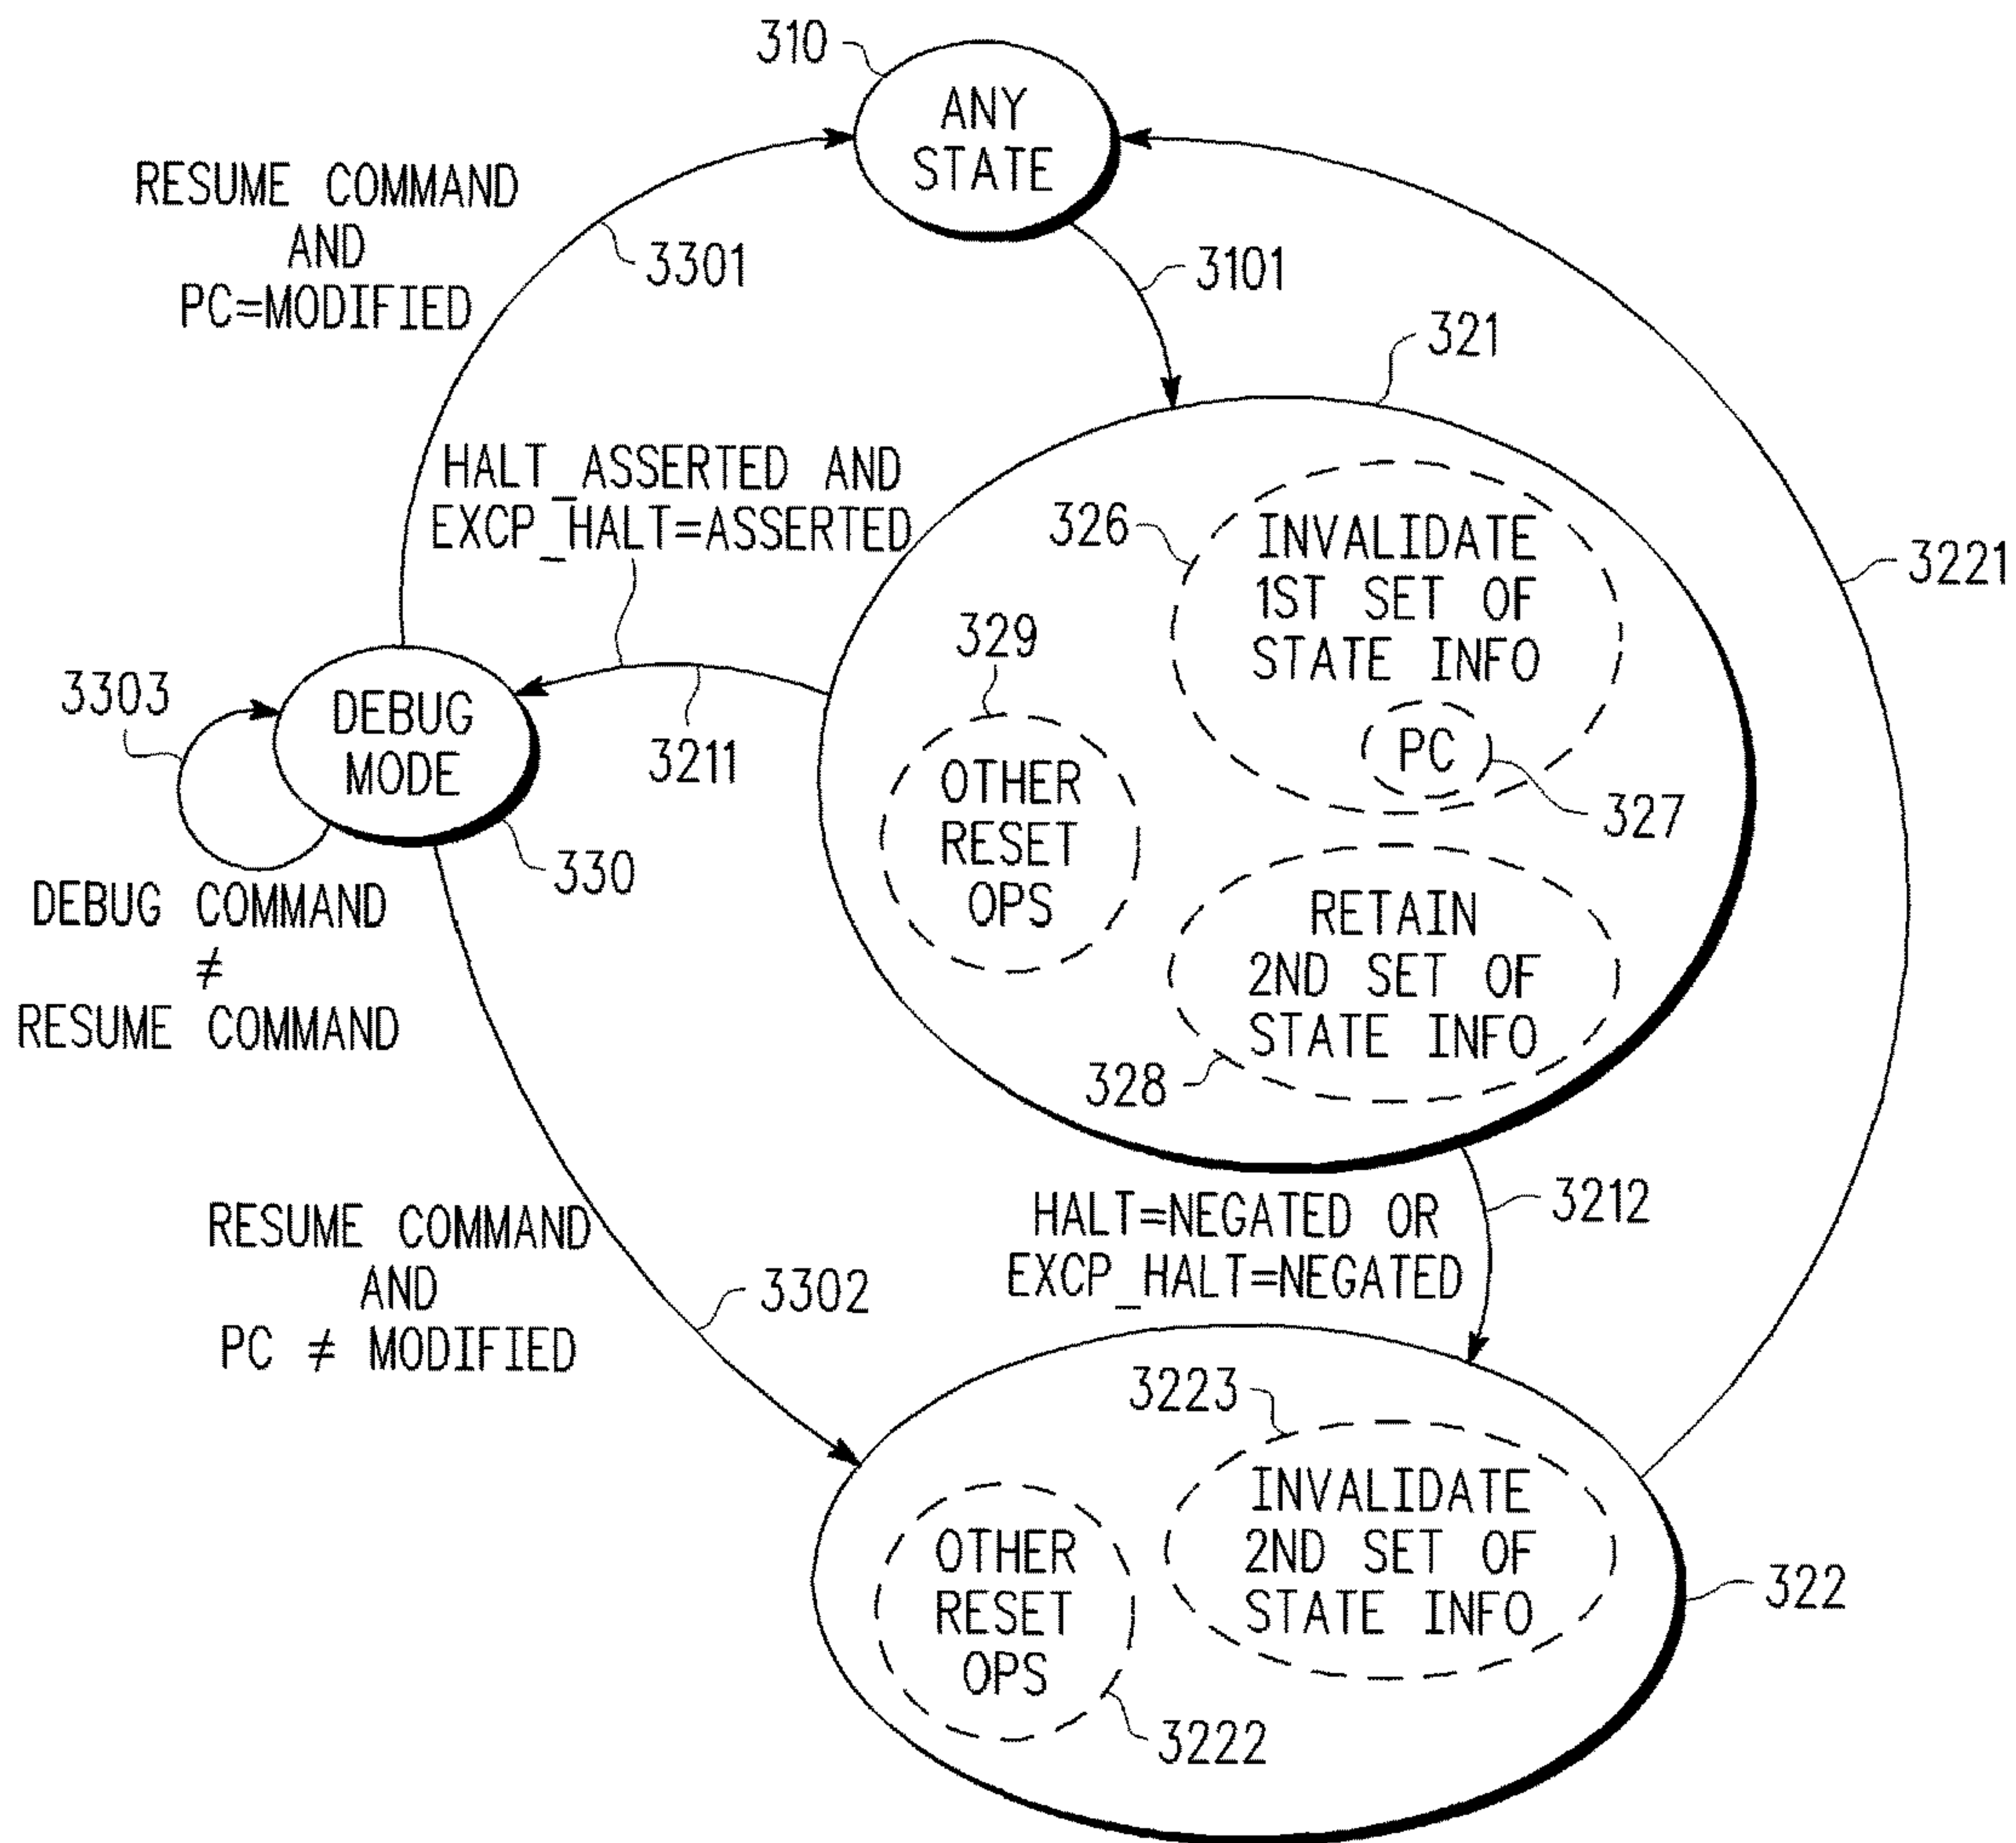 310
ANY
STATE
RESUME COMMAND
AND
PC=MODIFIED
3301
3101
321
HALT_ASSERTED AND
EXCP_HALT=ASSERTED
326
INVALIDATE
1ST SET OF
STATE INFO
3221
329
3303
DEBUG
MODE
3211
PC
327
OTHER
RESET
OPS
330
DEBUG COMMAND
≠
RESUME COMMAND
RETAIN
2ND SET OF
STATE INFO
328
3212
HALT=NEGATED OR
EXCP_HALT=NEGATED
RESUME COMMAND
AND
PC ≠ MODIFIED
3302
3223
INVALIDATE
2ND SET OF
STATE INFO
OTHER
RESET
OPS
322
3222